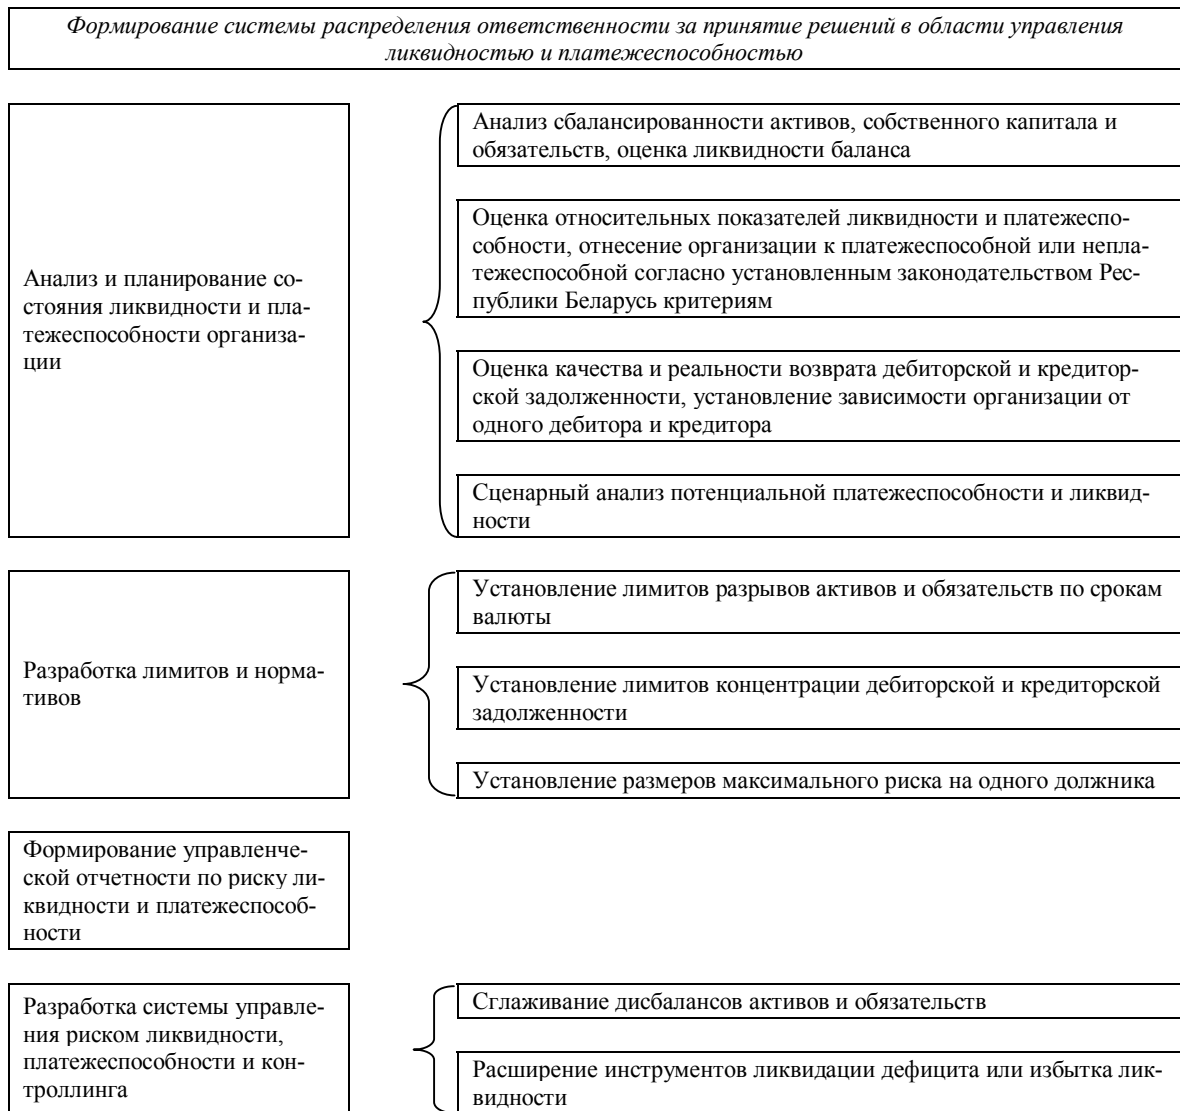 Формирование системы распределения ответственности за принятие решений в области управления
ликвидностью и платежеспособностью
Анализ и планирование со-
стояния ликвидности и пла-
тежеспособности организа-
ции
Анализ сбалансированности активов, собственного капитала и
обязательств, оценка ликвидности баланса
Оценка относительных показателей ликвидности и платежеспо-
собности, отнесение организации к платежеспособной или непла-
тежеспособной согласно установленным законодательством Рес-
публики Беларусь критериям
Оценка качества и реальности возврата дебиторской и кредитор-
ской задолженности, установление зависимости организации от
одного дебитора и кредитора
Сценарный анализ потенциальной платежеспособности и ликвид-
ности
Разработка лимитов и норма-
тивов
Установление лимитов разрывов активов и обязательств по срокам
валюты
Установление лимитов концентрации дебиторской и кредиторской
задолженности
Установление размеров максимального риска на одного должника
Формирование управленче-
ской отчетности по риску ли-
квидности и платежеспособ-
ности
Разработка системы управле-
ния риском ликвидности,
платежеспособности и кон-
троллинга
Сглаживание дисбалансов активов и обязательств
Расширение инструментов ликвидации дефицита или избытка лик-
видности